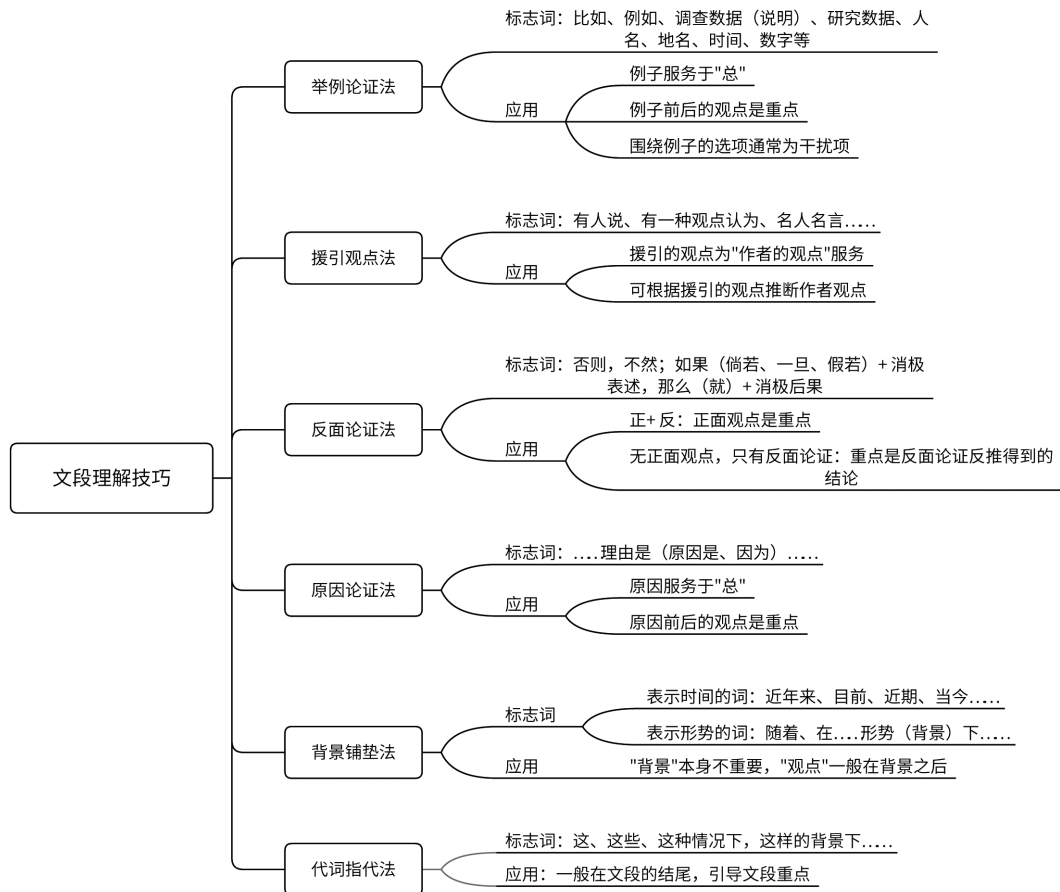 文段理解技巧
举例论证法
标志词：比如、例如、调查数据（说明）、研究数据、人
名、地名、时间、数字等
应用
例子服务于"总"
例子前后的观点是重点
围绕例子的选项通常为干扰项
援引观点法
标志词：有人说、有一种观点认为、名人名言……
应用
援引的观点为"作者的观点"服务
可根据援引的观点推断作者观点
反面论证法
标志词：否则，不然；如果（倘若、一旦、假若）+ 消极
表述，那么（就）+ 消极后果
应用
正+ 反：正面观点是重点
无正面观点，只有反面论证：重点是反面论证反推得到的
结论
原因论证法
标志词：……理由是（原因是、因为）……
应用
原因服务于"总"
原因前后的观点是重点
背景铺垫法
标志词
表示时间的词：近年来、目前、近期、当今……
表示形势的词：随着、在……形势（背景）下……
应用
"背景"本身不重要，"观点"一般在背景之后
代词指代法
标志词：这、这些、这种情况下，这样的背景下……
应用：一般在文段的结尾，引导文段重点